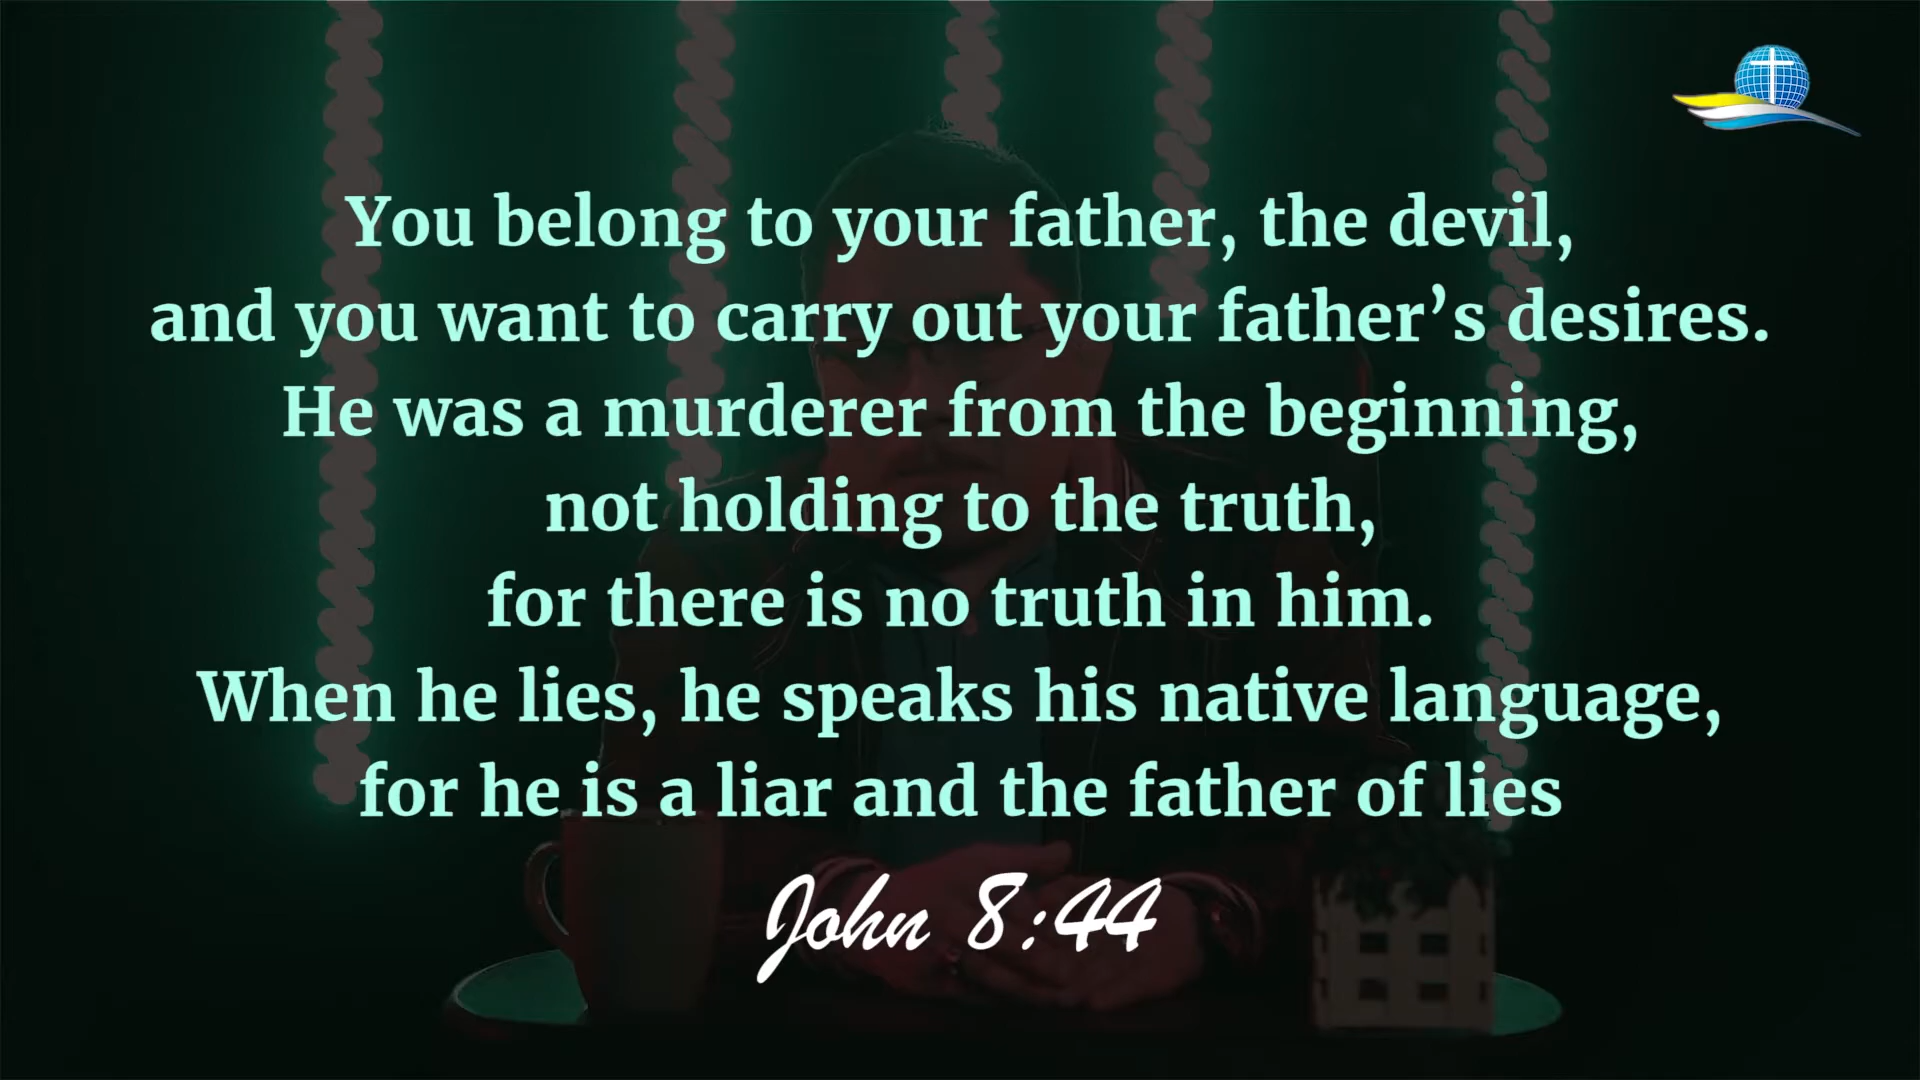 You belong to your father, the devil,
and you want to carry out your father’s desires.
He was a murderer from the beginning,
not holding to the truth,
for there is no truth in him.
When he lies, he speaks his native language,
for he is a liar and the father of lies
John 8:44